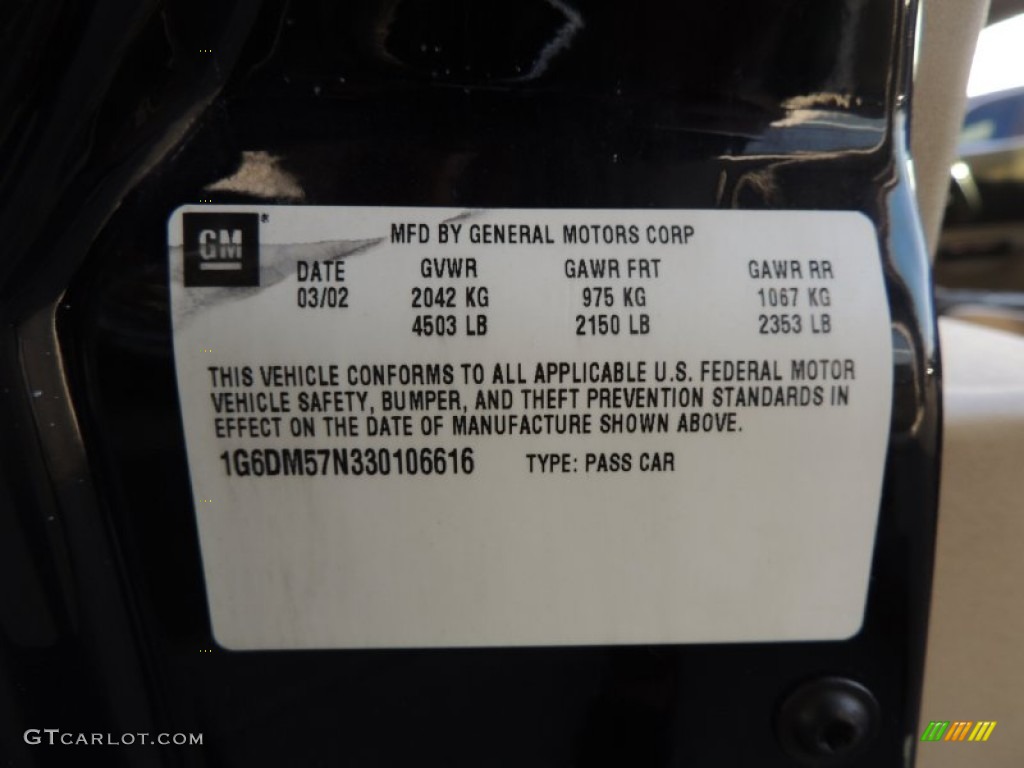 GM
MFD BY GENERAL MOTORS CORP
DATE GVWR GAWR FRT GAWR RR
03/02 2042 KG 975 KG 1067 KG
4503 LB 2150 LB 2353 LB
THIS VEHICLE CONFORMS TO ALL APPLICABLE U.S. FEDERAL MOTOR
VEHICLE SAFETY, BUMPER, AND THEFT PREVENTION STANDARDS IN
EFFECT ON THE DATE OF MANUFACTURE SHOWN ABOVE.
1G6DM57N330106616 TYPE: PASS CAR
GTCARLOT.COM